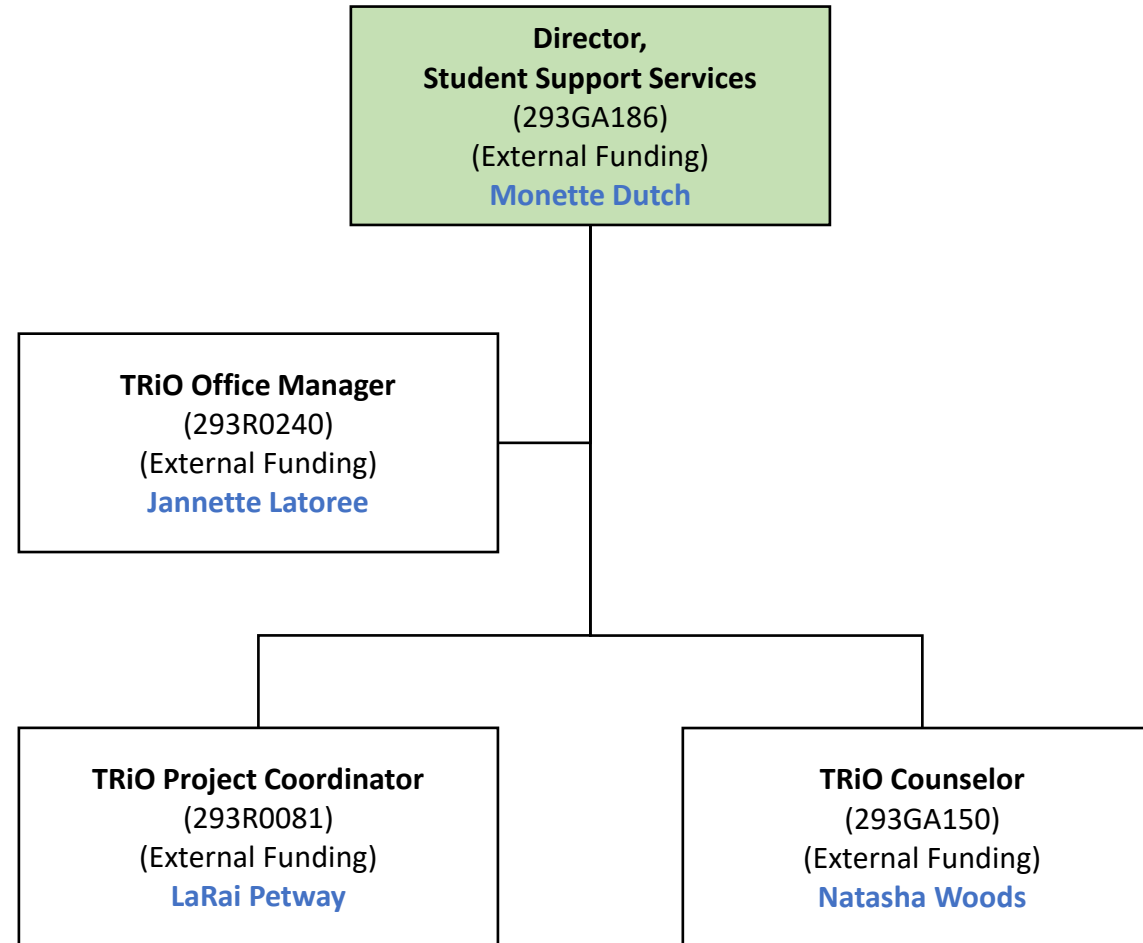 Director,
Student Support Services
(293GA186)
(External Funding)
Monette Dutch
TRiO Office Manager
(293R0240)
(External Funding)
Jannette Latoree
TRiO Project Coordinator
(293R0081)
(External Funding)
LaRai Petway
TRiO Counselor
(293GA150)
(External Funding)
Natasha Woods